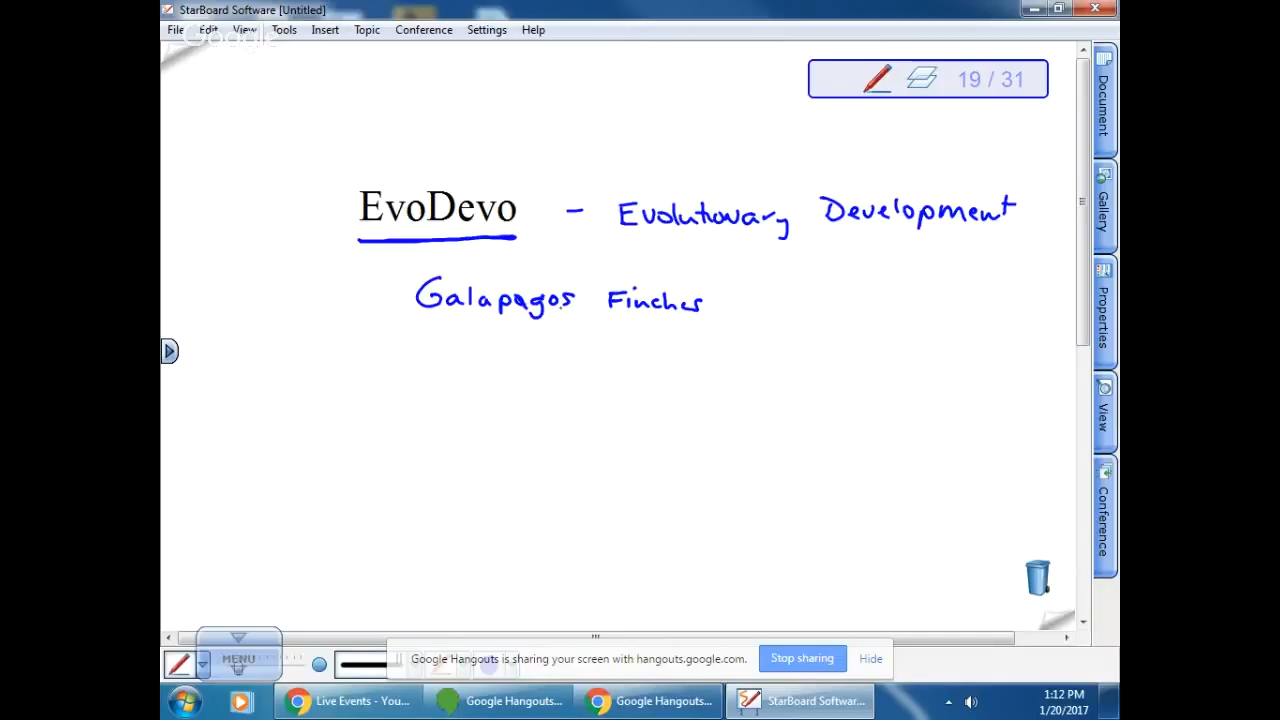 StarBoard Software [Untitled]
File Edit View Tools Insert Topic Conference Settings Help
Google
19 / 31
EvoDevo - Evolutionary Development
Galapagos Finches
Document
Gallery
Properties
View
Conference
MENU
Google Hangouts is sharing your screen with hangouts.google.com. Stop sharing Hide
Live Events - You... Google Hangouts... Google Hangouts ... StarBoard Softwar...
1:12 PM
1/20/2017